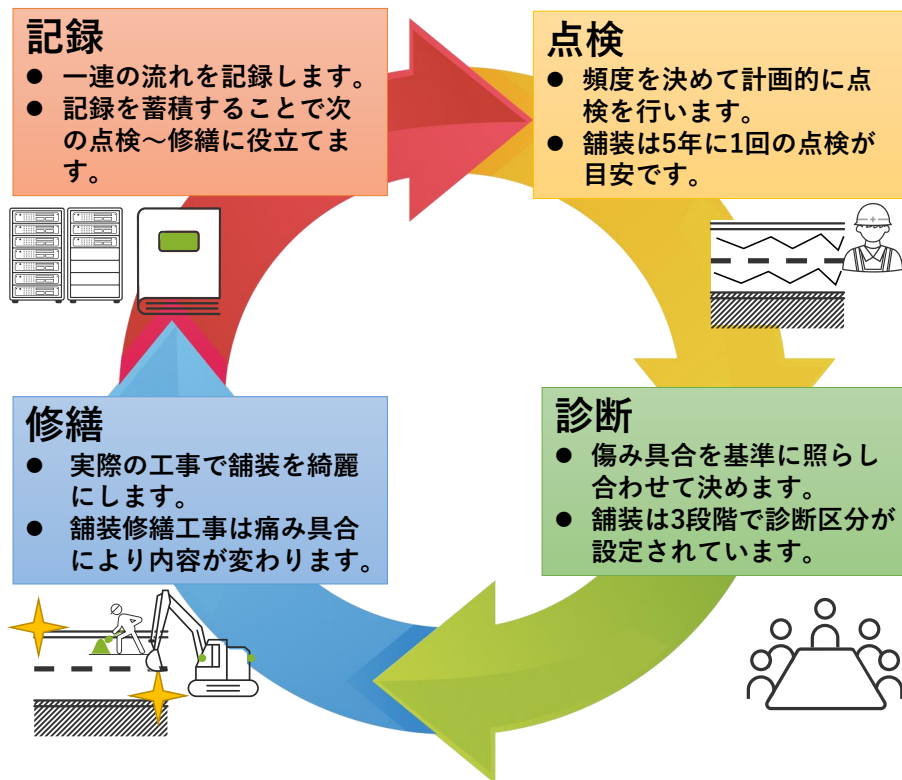 記録
● 一連の流れを記録します。
● 記録を蓄積することで次
の点検～修繕に役立てま
す。
点検
● 頻度を決めて計画的に点
検を行います。
● 舗装は5年に1回の点検が
目安です。
診断
● 傷み具合を基準に照らし
合わせて決めます。
● 舗装は3段階で診断区分が
設定されています。
修繕
● 実際の工事で舗装を綺麗
にします。
● 舗装修繕工事は痛み具合
により内容が変わります。